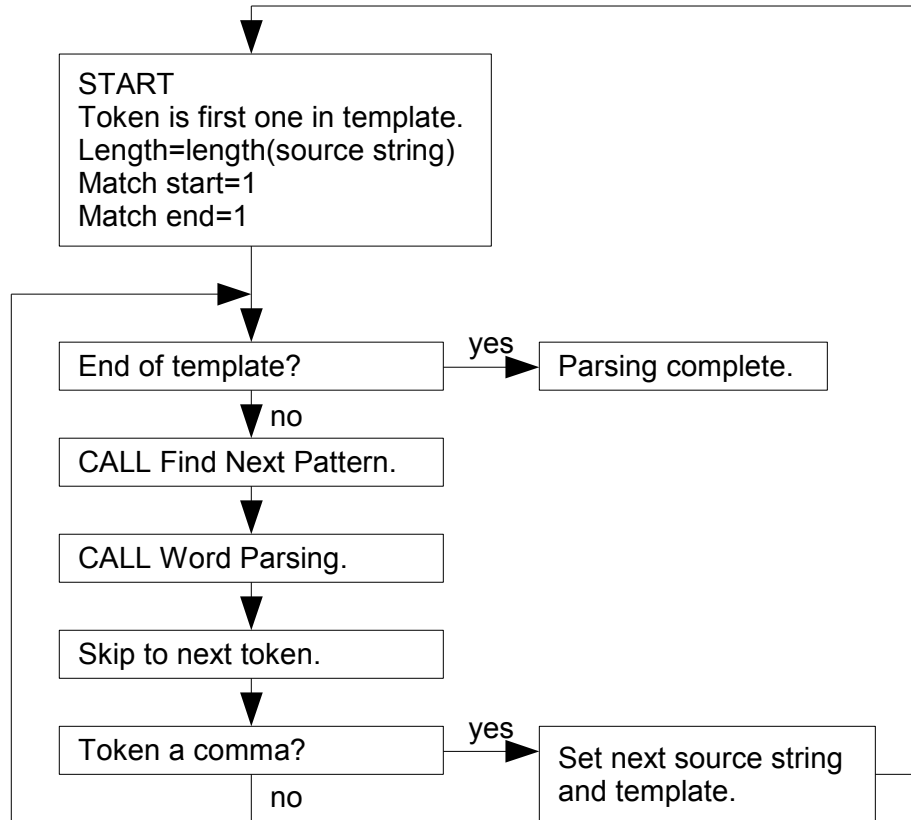 START
Token is first one in template.
Length=length(source string)
Match start=1
Match end=1
End of template?
yes
Parsing complete.
no
CALL Find Next Pattern.
CALL Word Parsing.
Skip to next token.
Token a comma?
yes
Set next source string
and template.
no